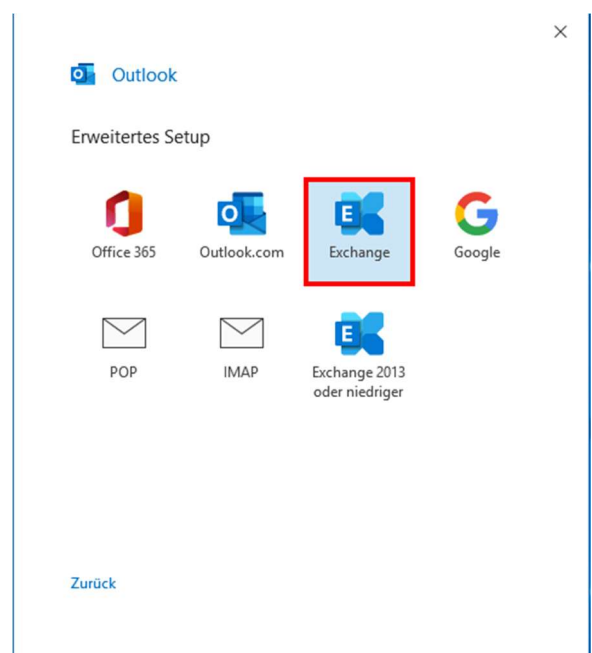 Outlook
Erweitertes Setup
Office 365
Outlook.com
Exchange
Google
POP
IMAP
Exchange 2013
oder niedriger
Zurück